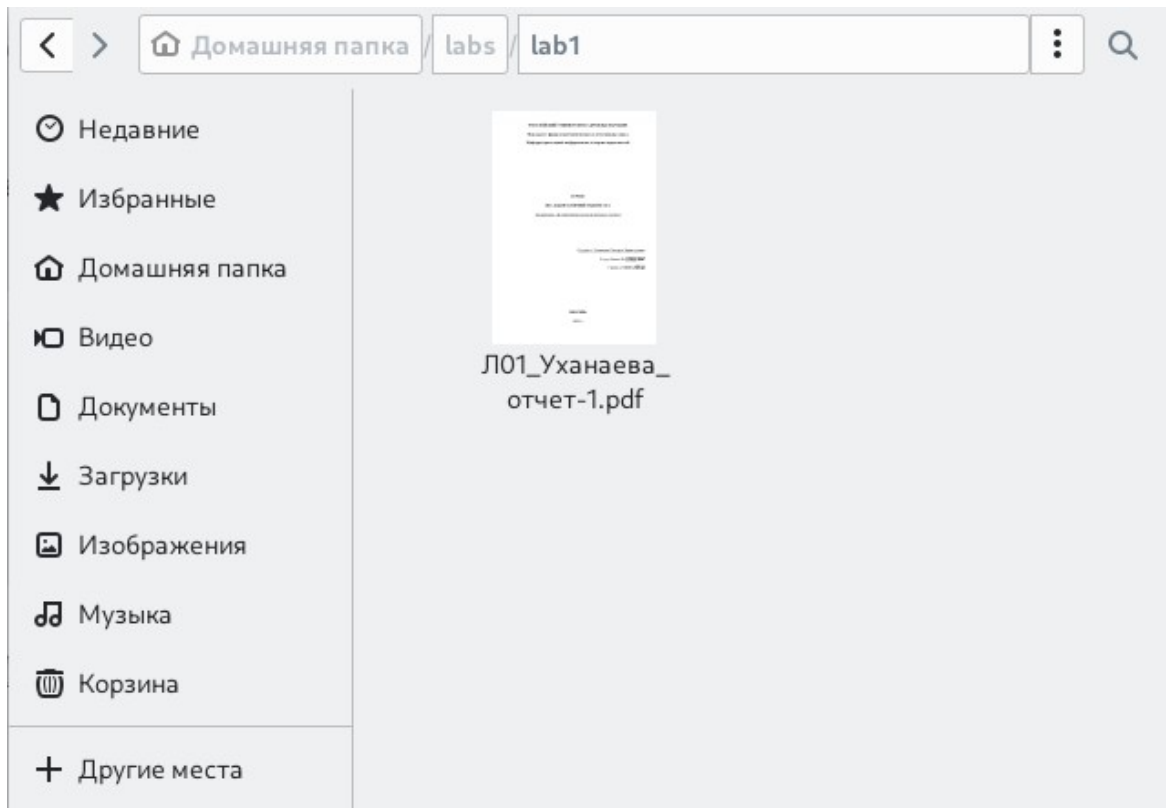 Домашняя папка / labs / lab1
Недавние
Избранные
Домашняя папка
Видео
Документы
Загрузки
Изображения
Музыка
Корзина
Другие места
Л01_Уханаева_
отчет-1.pdf